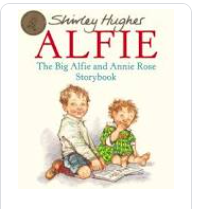 Shirley Hughes
ALFIE
The Big Alfie and Annie Rose
Storybook